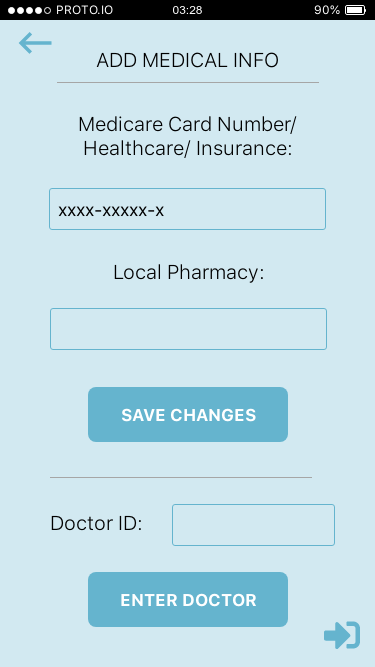 PROTO.IO 03:28 90%
ADD MEDICAL INFO
Medicare Card Number/
Healthcare/ Insurance:
xxxx-xxxxx-x
Local Pharmacy:
SAVE CHANGES
Doctor ID:
ENTER DOCTOR